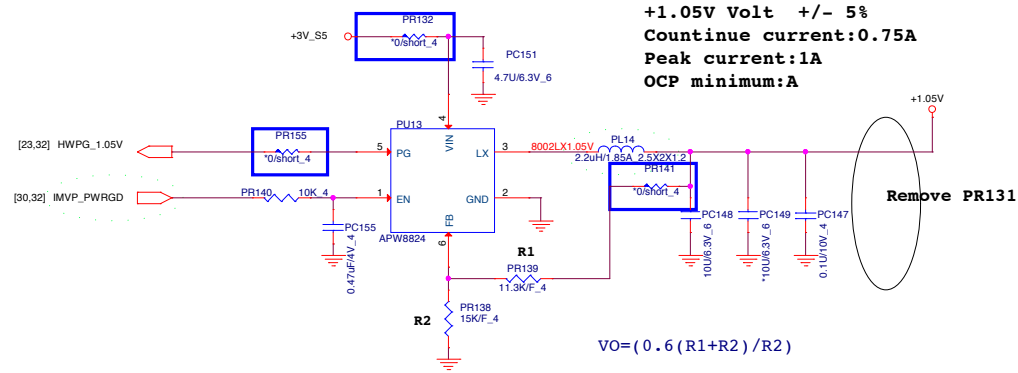 +1.05V Volt +/- 5%
Countinue current:0.75A
Peak current:1A
OCP minimum:A
PR132
+3V_S5
*0/short_4
PC151
4.7U/6.3V_6
+1.05V
PU13
4
VIN
[23,32] HWPG_1.05V
PR155
*0/short_4
5
PG
LX
3
8002LX1.05V
PL14
2.2uH/1.85A_2.5X2X1.2
PR141
*0/short_4
[30,32] IMVP_PWRGD
PR140
10K_4
1
EN
GND
2
FB
6
APW8824
PC155
0.47uF/4V_4
PC148
10U/6.3V_6
PC149
*10U/6.3V_6
PC147
0.1U/10V_4
Remove PR131
R1
PR139
11.3K/F_4
R2
PR138
15K/F_4
VO=(0.6(R1+R2)/R2)